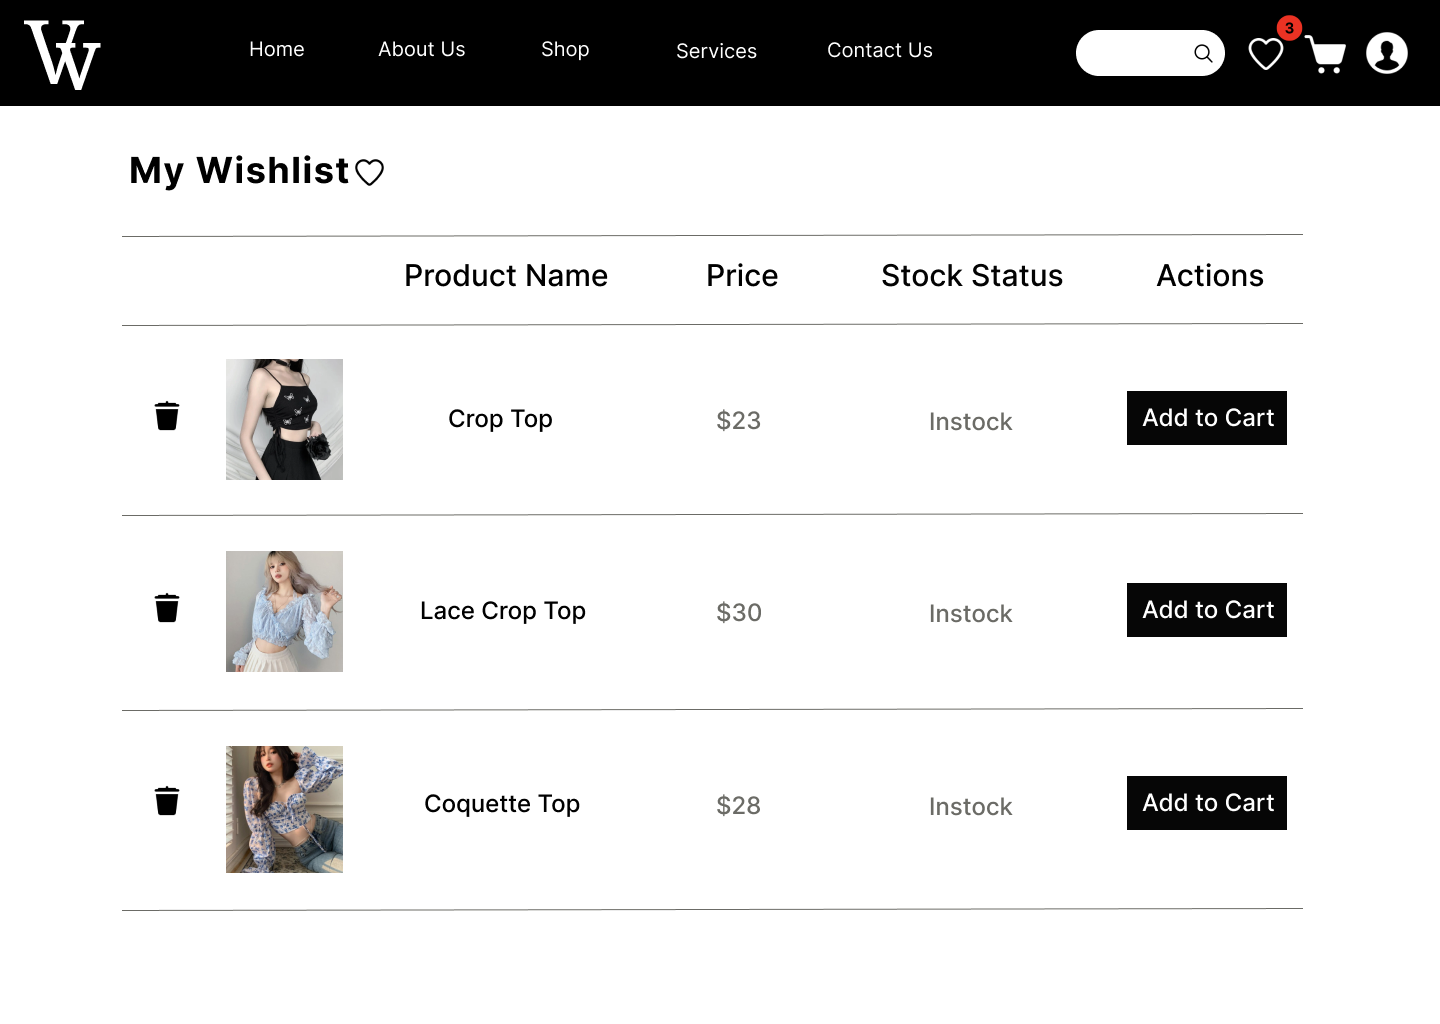 VW
Home About Us Shop Services Contact Us 3
My Wishlist
Product Name Price Stock Status Actions
Crop Top $23 Instock Add to Cart
Lace Crop Top $30 Instock Add to Cart
Coquette Top $28 Instock Add to Cart